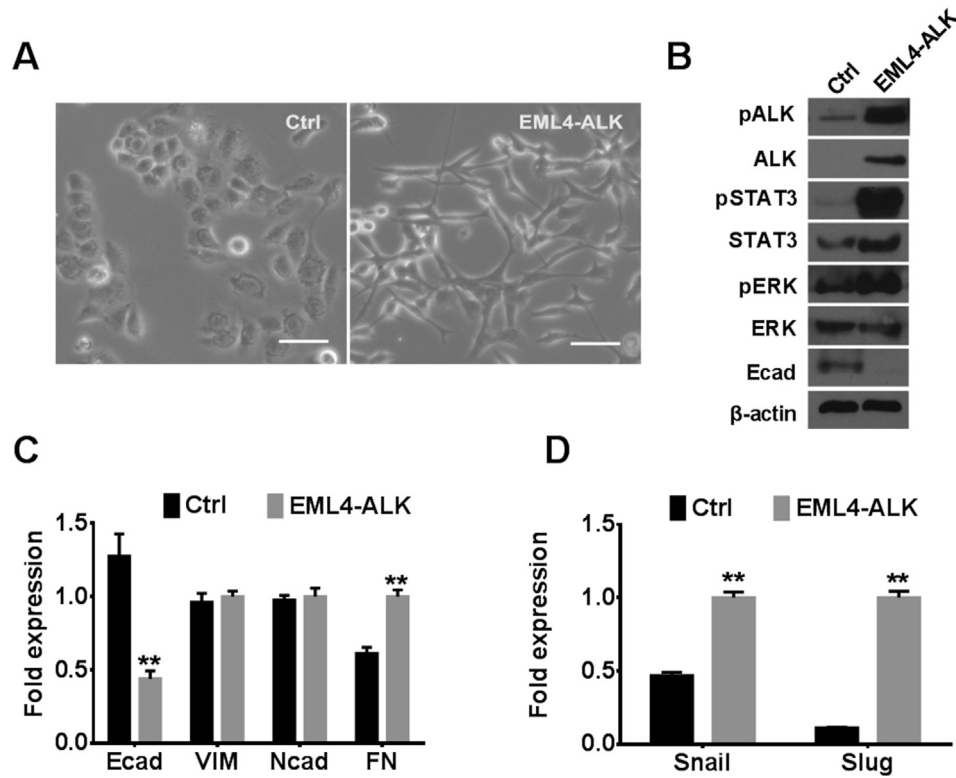 A
Ctrl
EML4-ALK
B
Ctrl
EML4-ALK
pALK
ALK
pSTAT3
STAT3
pERK
ERK
Ecad
β-actin
C
Ctrl
EML4-ALK
Fold expression
1.5
1.0
0.5
0.0
**
**
Ecad
VIM
Ncad
FN
D
Ctrl
EML4-ALK
Fold expression
1.5
1.0
0.5
0.0
**
**
Snail
Slug